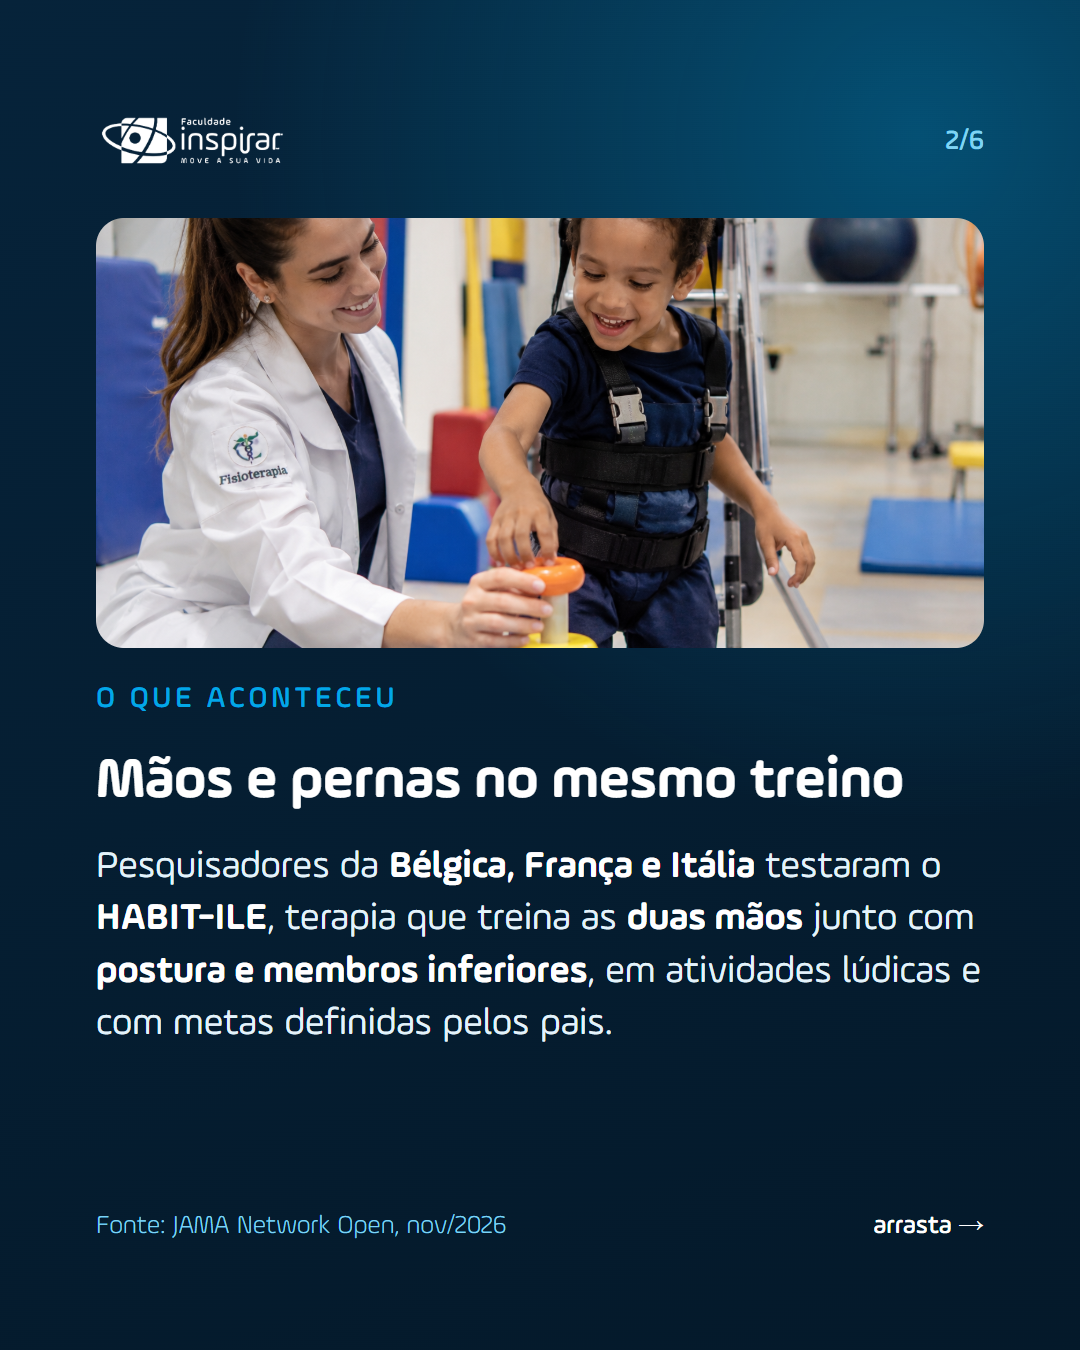 Faculdade
inspirar
MOVE A SUA VIDA
2/6
Fisioterapia
O QUE ACONTECEU
Mãos e pernas no mesmo treino
Pesquisadores da Bélgica, França e Itália testaram o
HABIT-ILE, terapia que treina as duas mãos junto com
postura e membros inferiores, em atividades lúdicas e
com metas definidas pelos pais.
Fonte: JAMA Network Open, nov/2026
arrasta →